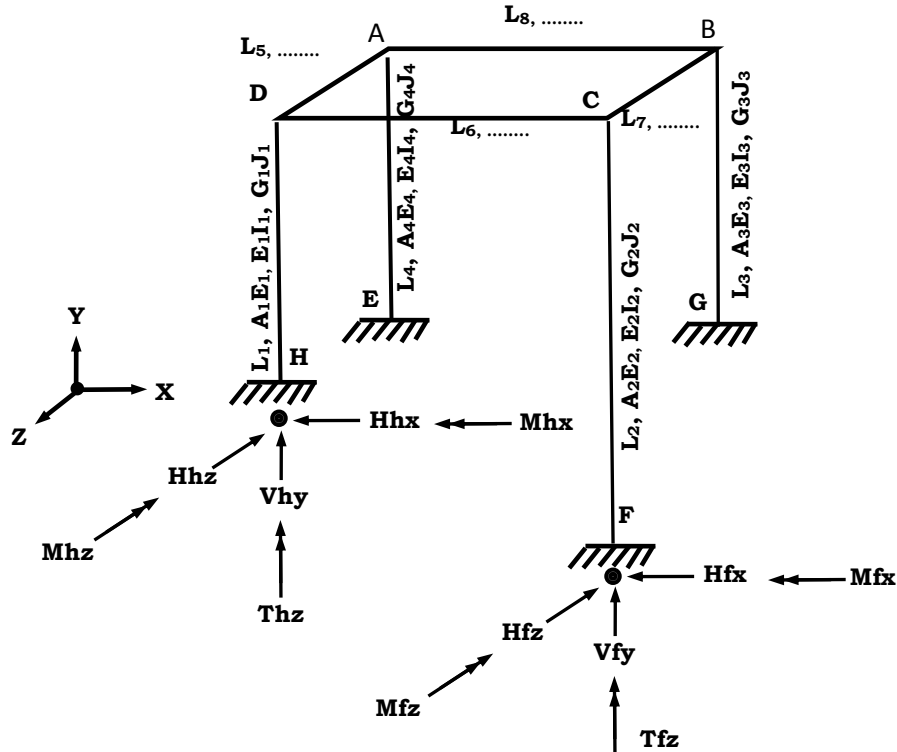 L8, ........
A
B
L5, ........
D
C
L6, ........
L7, ........
L1, A1E1, E1I1, G1J1
L4, A4E4, E4I4, G4J4
L2, A2E2, E2I2, G2J2
L3, A3E3, E3I3, G3J3
E
G
H
Y
X
Z
Hhx
Mhx
Hhz
Vhy
Mhz
Thz
F
Hfx
Mfx
Hfz
Vfy
Mfz
Tfz